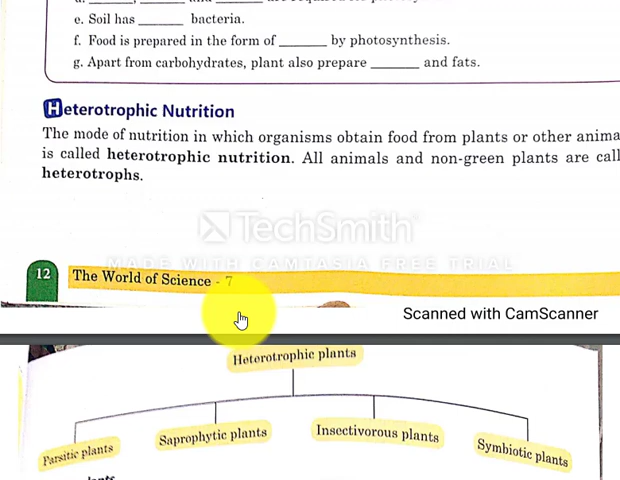 e. Soil has ______ bacteria.
f. Food is prepared in the form of ______ by photosynthesis.
g. Apart from carbohydrates, plant also prepare ______ and fats.
Heterotrophic Nutrition
The mode of nutrition in which organisms obtain food from plants or other anima
is called heterotrophic nutrition. All animals and non-green plants are call
heterotrophs.
TechSmith
MADE WITH CAMTASIA FREE TRIAL
12 The World of Science - 7
Scanned with CamScanner
Heterotrophic plants
Parsitic plants Saprophytic plants Insectivorous plants Symbiotic plants